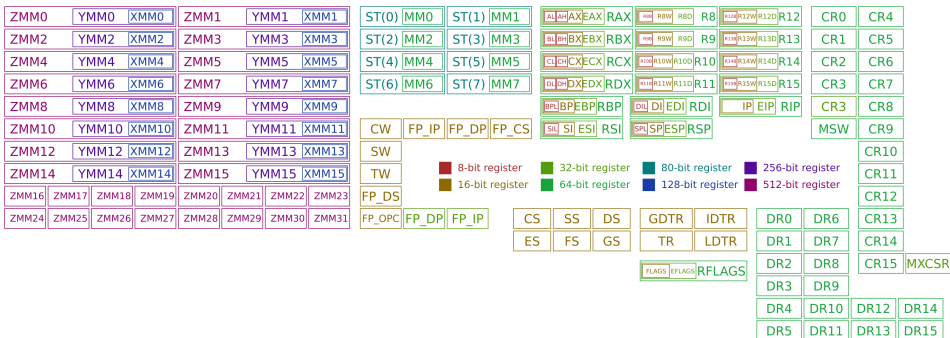 ZMM0 YMM0 XMM0 ZMM1 YMM1 XMM1 ST(0) MM0 ST(1) MM1 AL AH AX EAX RAX R8B R8W R8D R8 R12B R12W R12D R12 CR0 CR4
ZMM2 YMM2 XMM2 ZMM3 YMM3 XMM3 ST(2) MM2 ST(3) MM3 BL BH BX EBX RBX R9B R9W R9D R9 R13B R13W R13D R13 CR1 CR5
ZMM4 YMM4 XMM4 ZMM5 YMM5 XMM5 ST(4) MM4 ST(5) MM5 CL CH CX ECX RCX R10B R10W R10D R10 R14B R14W R14D R14 CR2 CR6
ZMM6 YMM6 XMM6 ZMM7 YMM7 XMM7 ST(6) MM6 ST(7) MM7 DL DH DX EDX RDX R11B R11W R11D R11 R15B R15W R15D R15 CR3 CR7
ZMM8 YMM8 XMM8 ZMM9 YMM9 XMM9 BPL BP EBP RBP DIL DI EDI RDI IP EIP RIP CR3 CR8
ZMM10 YMM10 XMM10 ZMM11 YMM11 XMM11 CW FP_IP FP_DP FP_CS SIL SI ESI RSI SPL SP ESP RSP MSW CR9
ZMM12 YMM12 XMM12 ZMM13 YMM13 XMM13 SW CR10
ZMM14 YMM14 XMM14 ZMM15 YMM15 XMM15 TW 8-bit register 32-bit register 80-bit register 256-bit register CR11
16-bit register 64-bit register 128-bit register 512-bit register
ZMM16 ZMM17 ZMM18 ZMM19 ZMM20 ZMM21 ZMM22 ZMM23 FP_DS CR12
ZMM24 ZMM25 ZMM26 ZMM27 ZMM28 ZMM29 ZMM30 ZMM31 FP_OPC FP_DP FP_IP CS SS DS GDTR IDTR DR0 DR6 CR13
ES FS GS TR LDTR DR1 DR7 CR14
FLAGS EFLAGS RFLAGS DR2 DR8 CR15 MXCSR
DR3 DR9
DR4 DR10 DR12 DR14
DR5 DR11 DR13 DR15